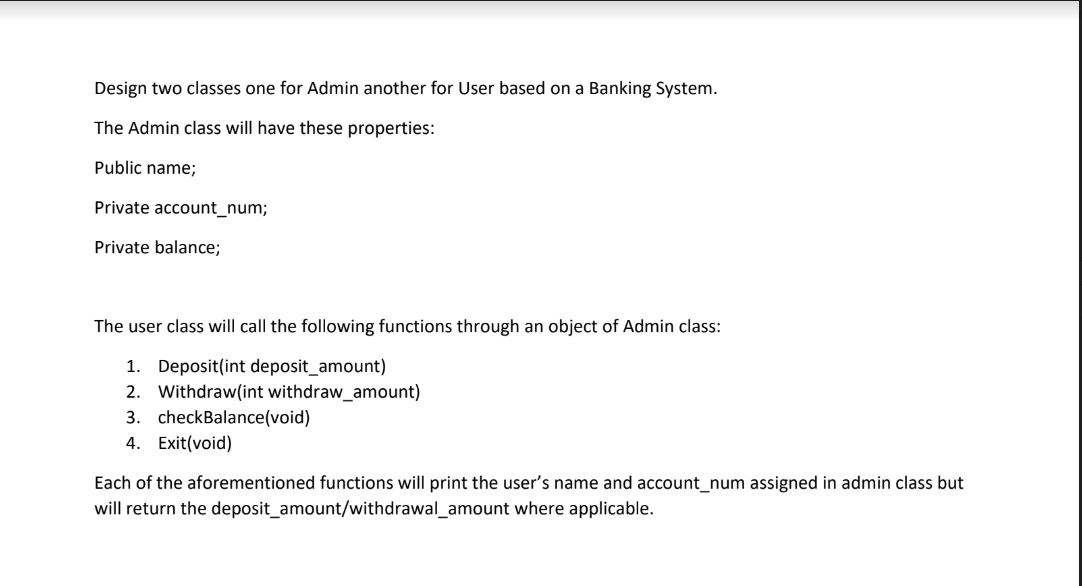 Design two classes one for Admin another for User based on a Banking System.
The Admin class will have these properties:
Public name;
Private account_num;
Private balance;
The user class will call the following functions through an object of Admin class:
1. Deposit(int deposit_amount)
2. Withdraw(int withdraw_amount)
3. checkBalance(void)
4. Exit(void)
Each of the aforementioned functions will print the user’s name and account_num assigned in admin class but
will return the deposit_amount/withdrawal_amount where applicable.